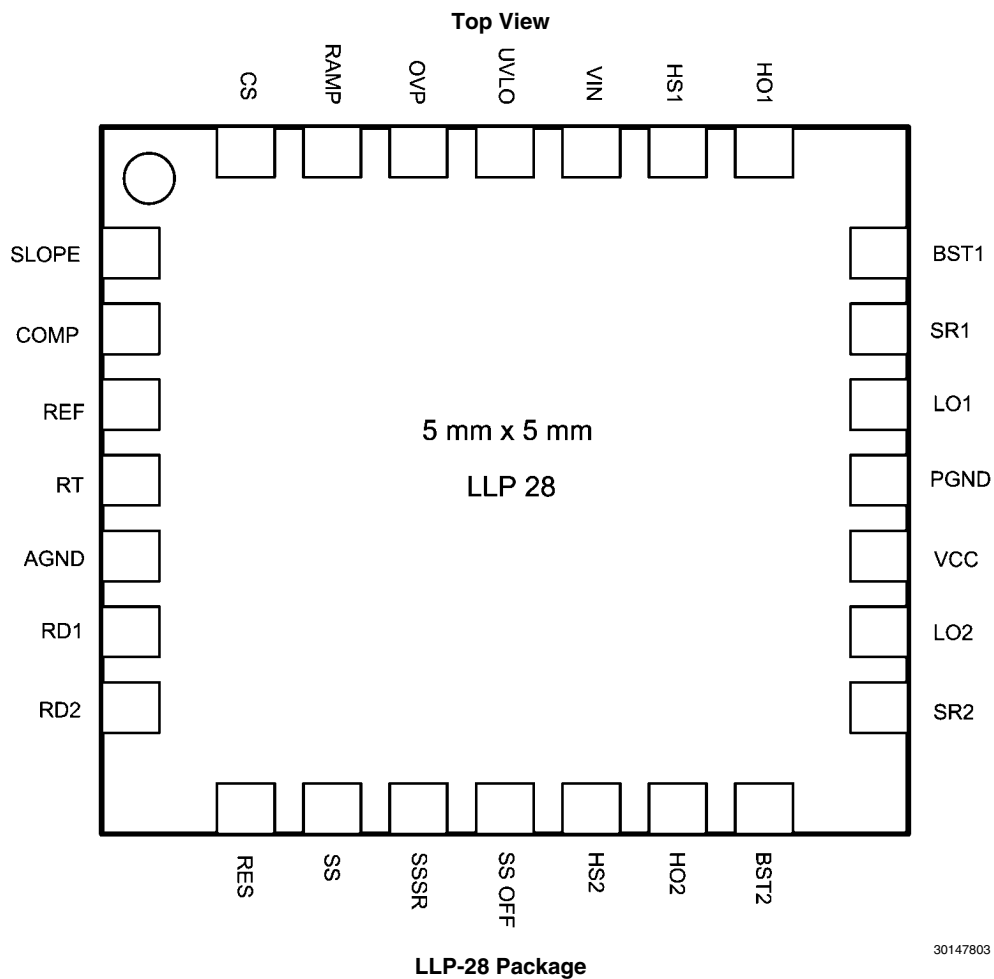 Top View
CS
RAMP
OVP
UVLO
VIN
HS1
HO1
SLOPE
COMP
REF
RT
AGND
RD1
RD2
5 mm x 5 mm
LLP 28
BST1
SR1
LO1
PGND
VCC
LO2
SR2
RES
SS
SSSR
SS OFF
HS2
HO2
BST2
30147803
LLP-28 Package